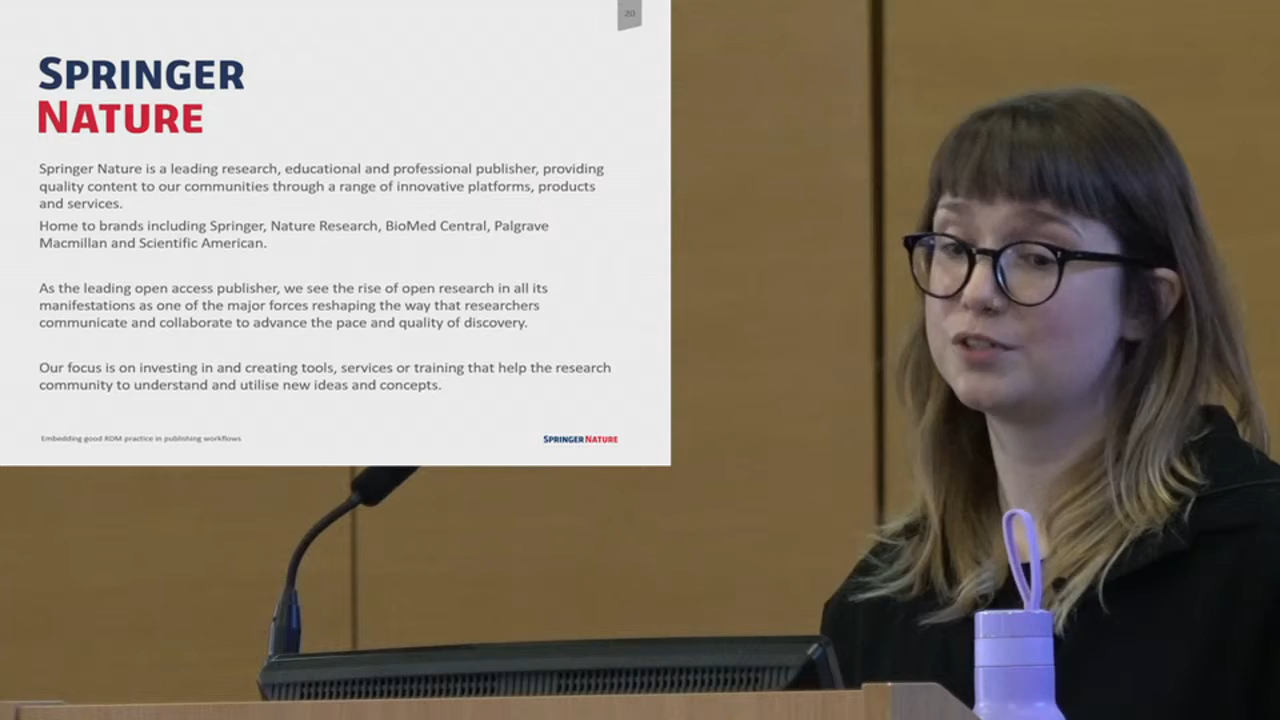 20
SPRINGER
NATURE
Springer Nature is a leading research, educational and professional publisher, providing
quality content to our communities through a range of innovative platforms, products
and services.
Home to brands including Springer, Nature Research, BioMed Central, Palgrave
Macmillan and Scientific American.
As the leading open access publisher, we see the rise of open research in all its
manifestations as one of the major forces reshaping the way that researchers
communicate and collaborate to advance the pace and quality of discovery.
Our focus is on investing in and creating tools, services or training that help the research
community to understand and utilise new ideas and concepts.
Embedding good RDM practice in publishing workflows
SPRINGER NATURE